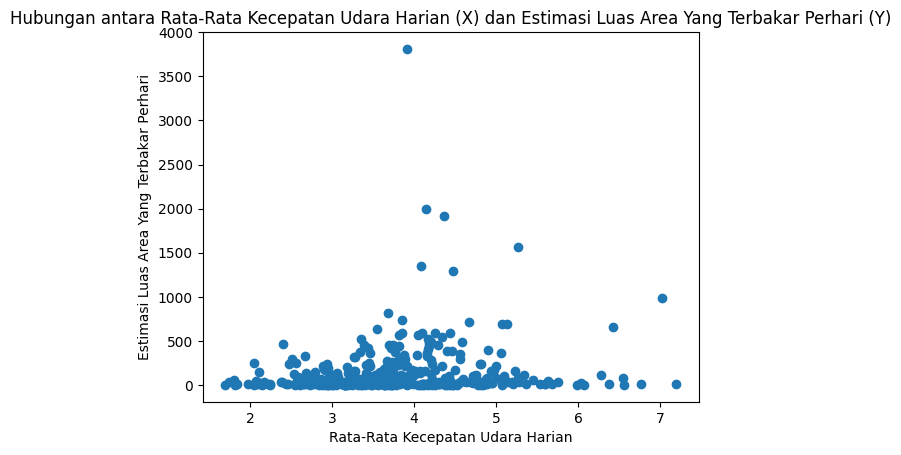 Hubungan antara Rata-Rata Kecepatan Udara Harian (X) dan Estimasi Luas Area Yang Terbakar Perhari (Y)
4000
3500
3000
2500
2000
1500
1000
500
0
Estimasi Luas Area Yang Terbakar Perhari
2 3 4 5 6 7
Rata-Rata Kecepatan Udara Harian